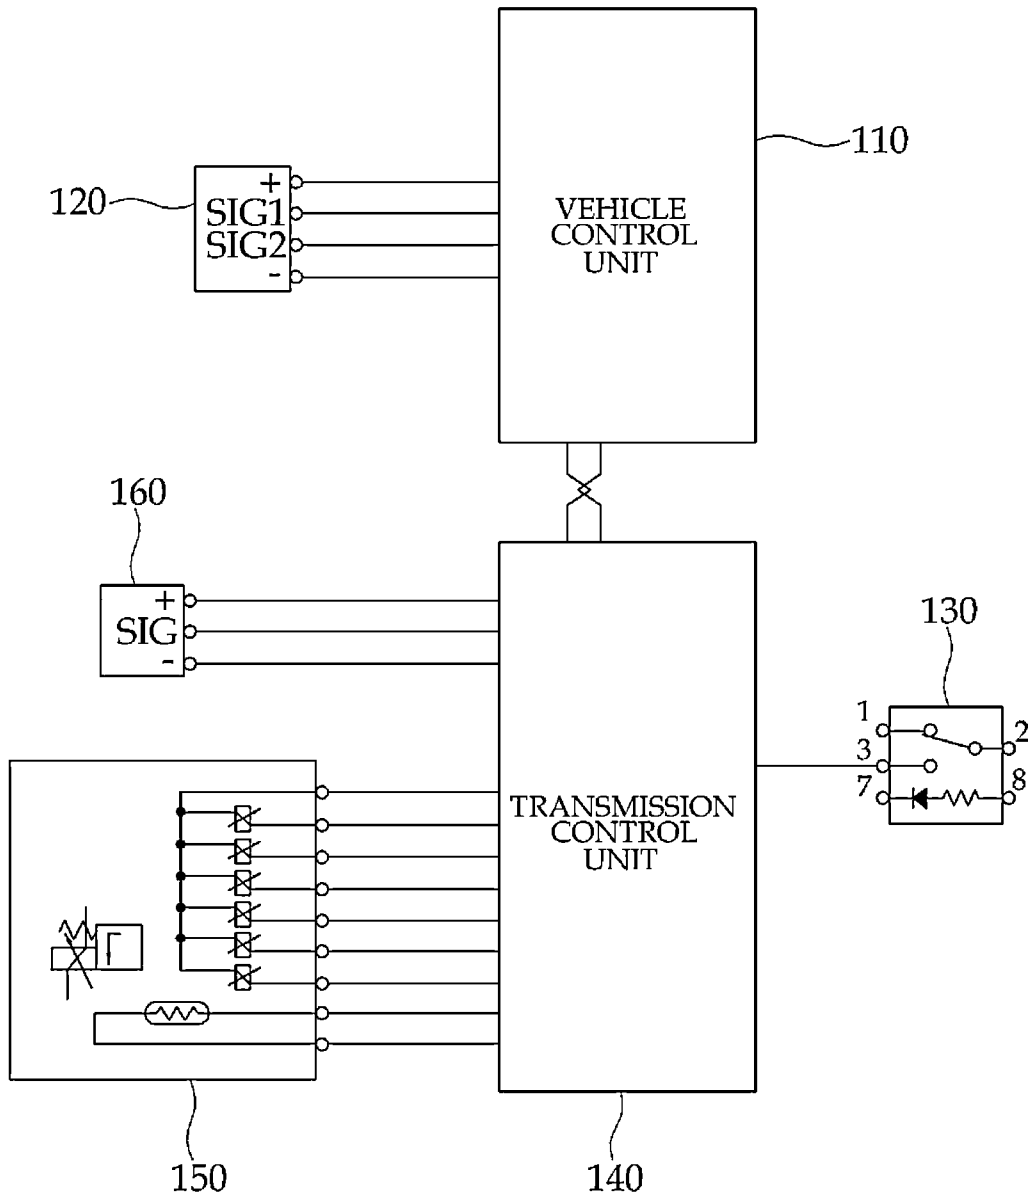 110
120
+
SIG1
SIG2
-
VEHICLE
CONTROL
UNIT
160
+
SIG
-
130
1
2
3
7
8
TRANSMISSION
CONTROL
UNIT
150
140